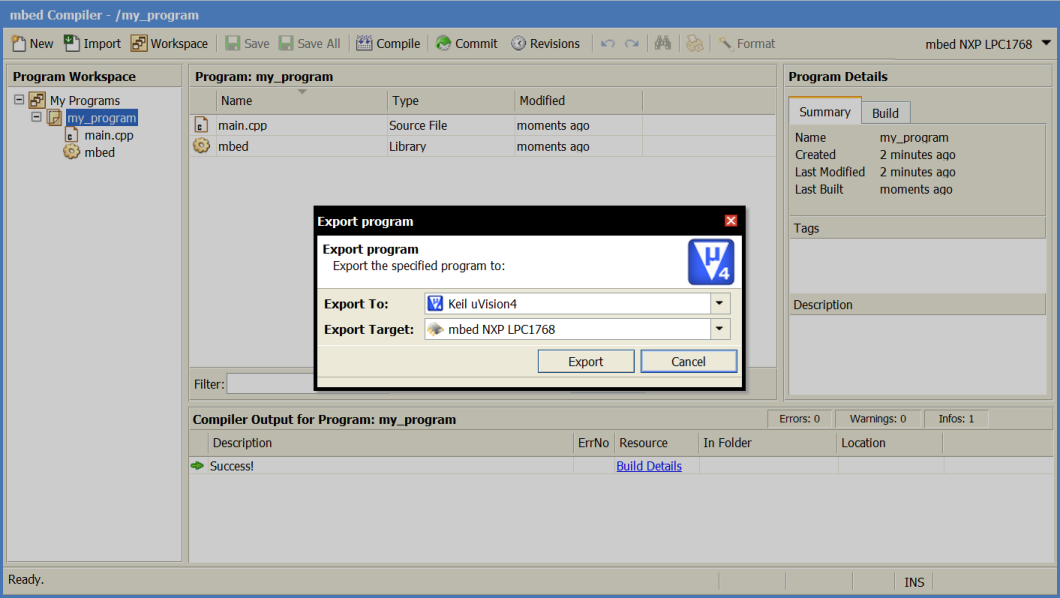 mbed Compiler - /my_program
New Import Workspace Save Save All Compile Commit Revisions Format mbed NXP LPC1768
Program Workspace
My Programs
my_program
main.cpp
mbed
Program: my_program
Name Type Modified
main.cpp Source File moments ago
mbed Library moments ago
Filter:
Export program
Export program
Export the specified program to:
µ4
Export To: Keil uVision4
Export Target: mbed NXP LPC1768
Export Cancel
Program Details
Summary Build
Name my_program
Created 2 minutes ago
Last Modified 2 minutes ago
Last Built moments ago
Tags
Description
Compiler Output for Program: my_program Errors: 0 Warnings: 0 Infos: 1
Description ErrNo Resource In Folder Location
Success! Build Details
Ready. INS